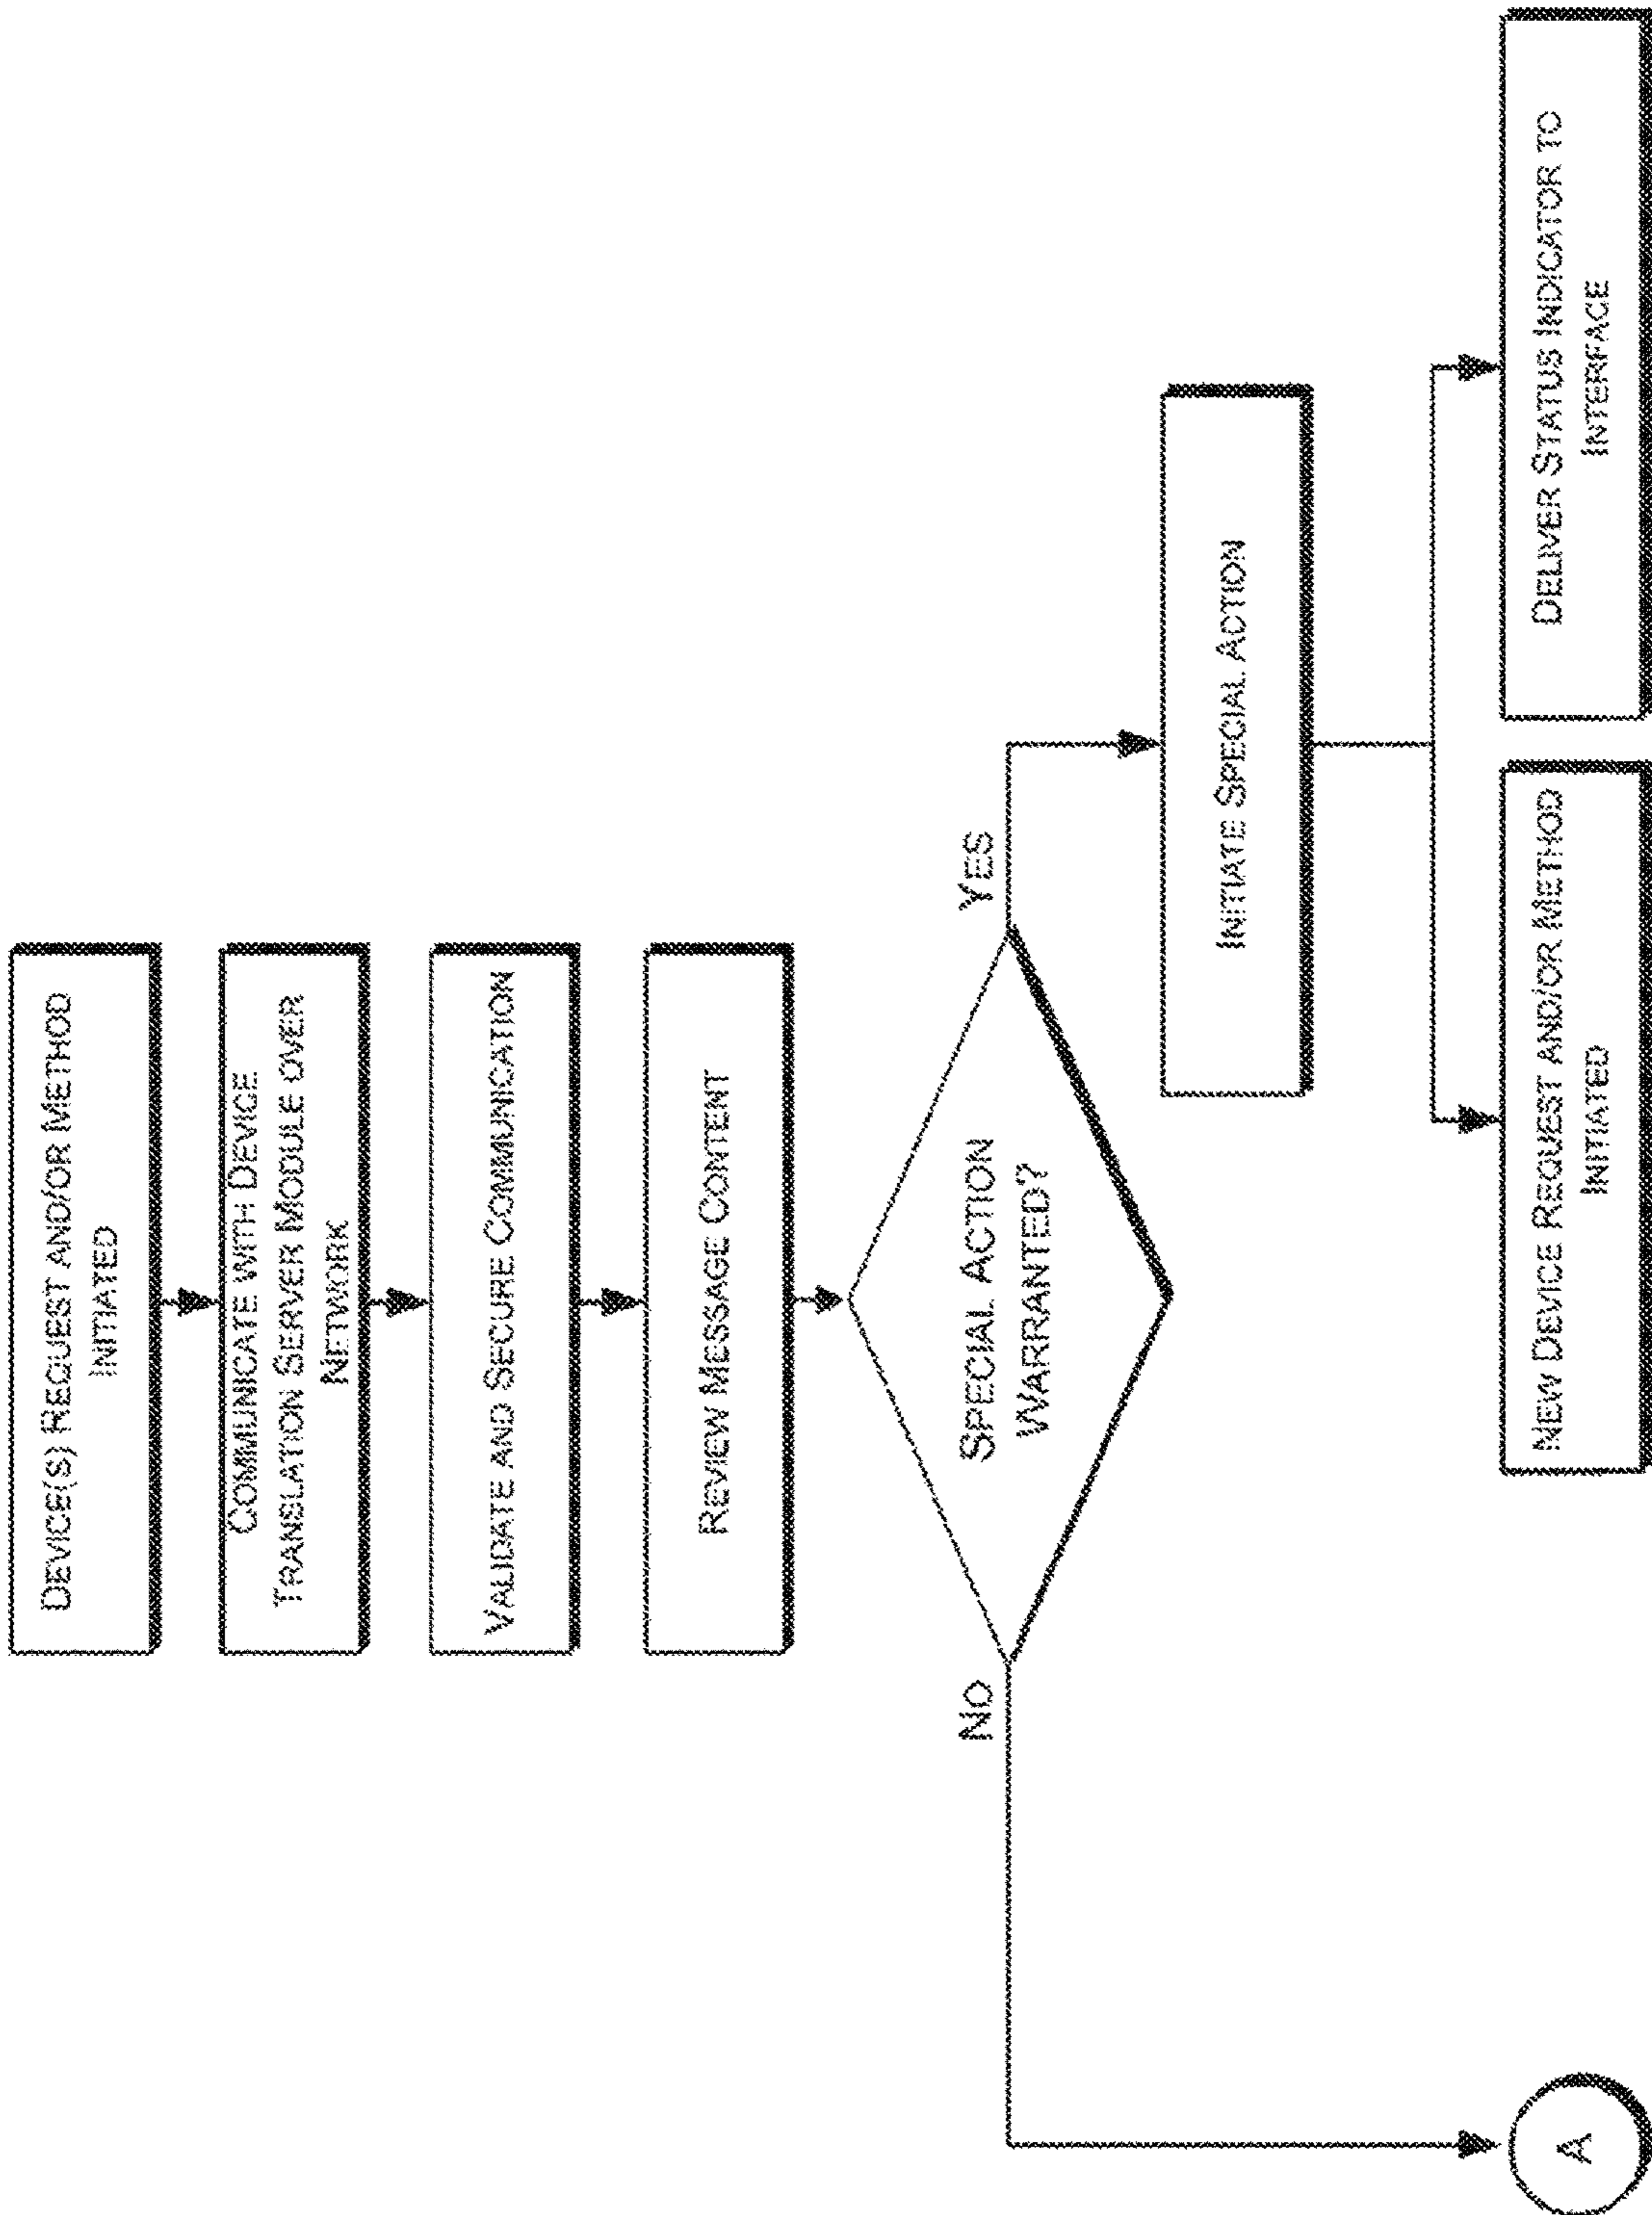 DEVICE(S) REQUEST AND/OR METHOD
INITIATED
COMMUNICATE WITH DEVICE
TRANSLATION SERVER MODULE OVER
NETWORK
VALIDATE AND SECURE COMMUNICATION
REVIEW MESSAGE CONTENT
SPECIAL ACTION
WARRANTED?
NO
YES
INITIATE SPECIAL ACTION
A
NEW DEVICE REQUEST AND/OR METHOD
INITIATED
DELIVER STATUS INDICATOR TO
INTERFACE